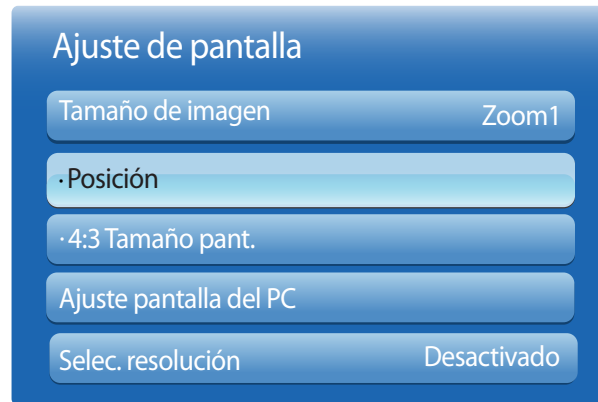 Ajuste de pantalla
Tamaño de imagen Zoom1
· Posición
· 4:3 Tamaño pant.
Ajuste pantalla del PC
Selec. resolución Desactivado